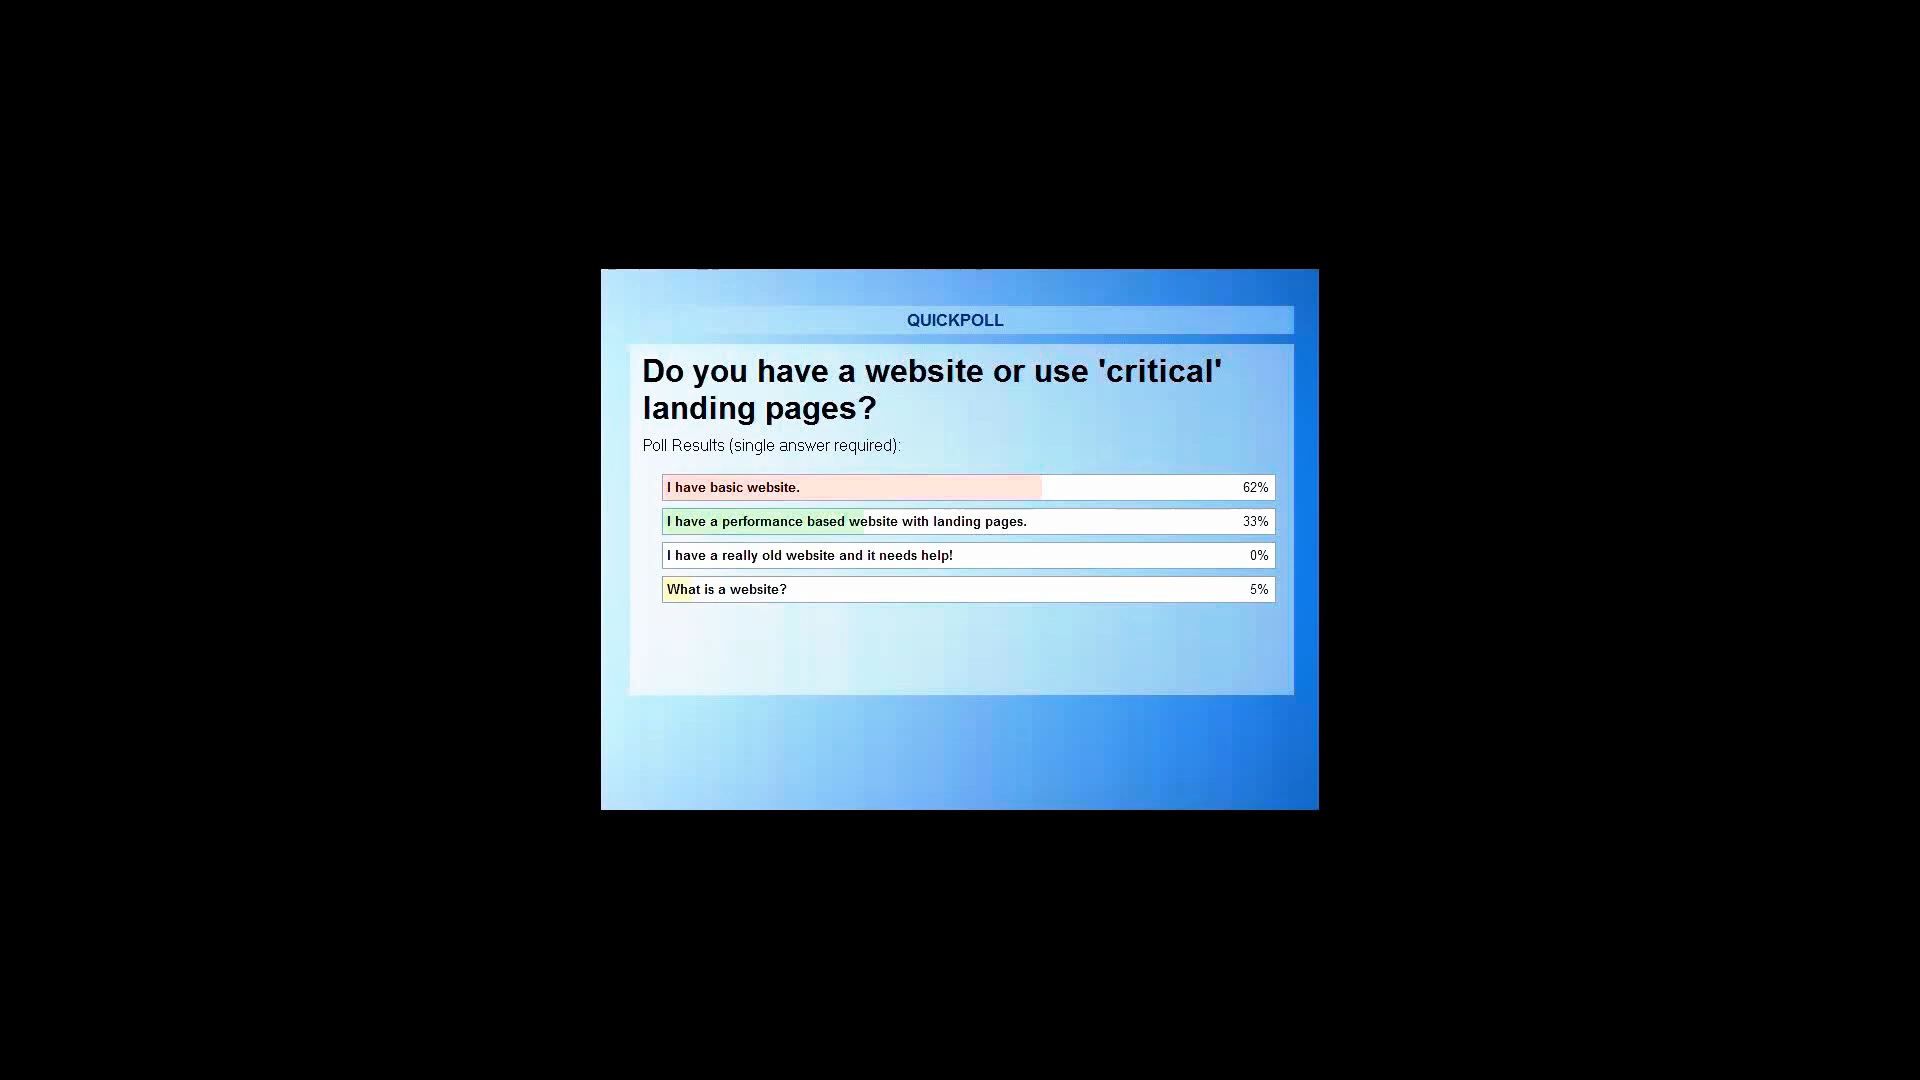 QUICKPOLL
Do you have a website or use 'critical'
landing pages?
Poll Results (single answer required):
I have basic website. 62%
I have a performance based website with landing pages. 33%
I have a really old website and it needs help! 0%
What is a website? 5%